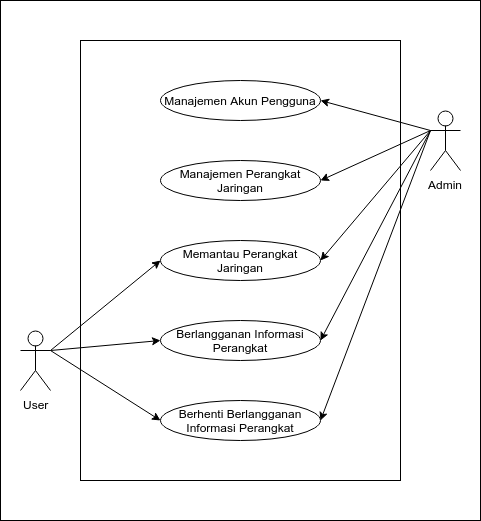 Manajemen Akun Pengguna
Admin
Manajemen Perangkat
Jaringan
Memantau Perangkat
Jaringan
Berlangganan Informasi
Perangkat
User
Berhenti Berlangganan
Informasi Perangkat